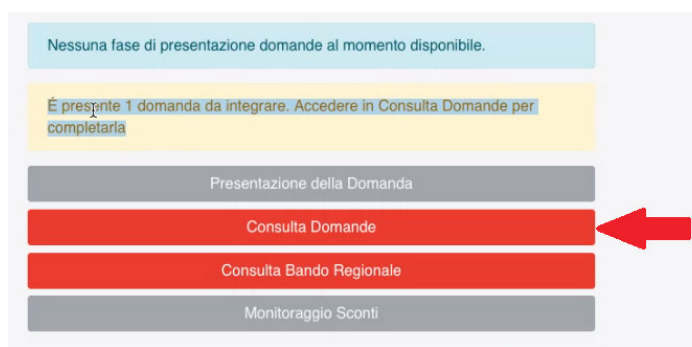 Nessuna fase di presentazione domande al momento disponibile.
É presente 1 domanda da integrare. Accedere in Consulta Domande per
completarla
Presentazione della Domanda
Consulta Domande
Consulta Bando Regionale
Monitoraggio Sconti